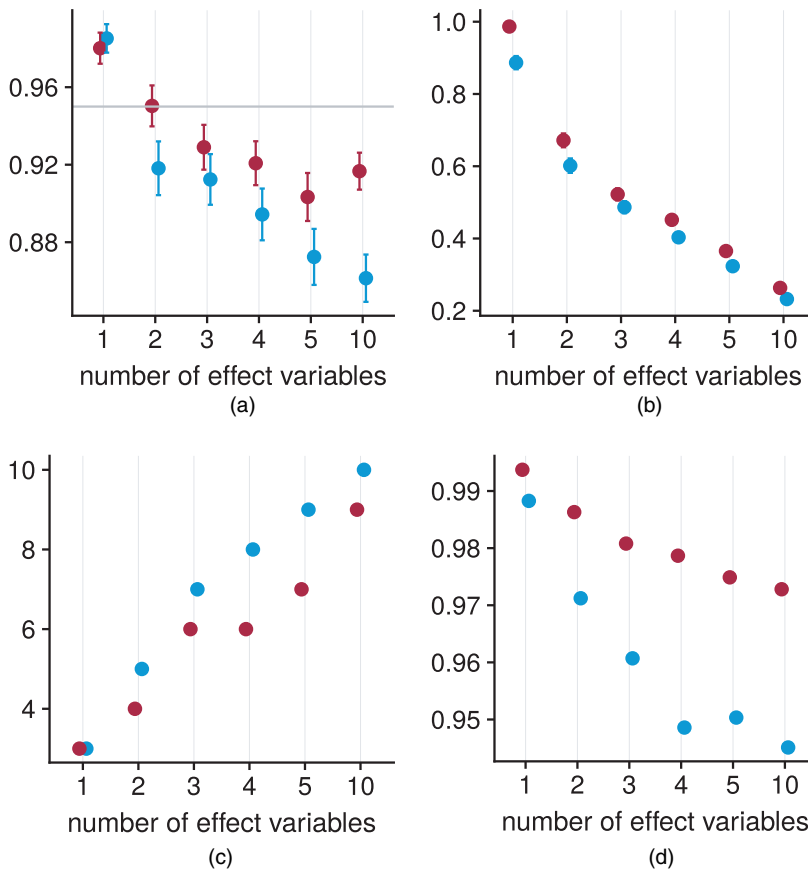 0.96
0.92
0.88
1 2 3 4 5 10
number of effect variables
(a)
1.0
0.8
0.6
0.4
0.2
1 2 3 4 5 10
number of effect variables
(b)
10
8
6
4
1 2 3 4 5 10
number of effect variables
(c)
0.99
0.98
0.97
0.96
0.95
1 2 3 4 5 10
number of effect variables
(d)